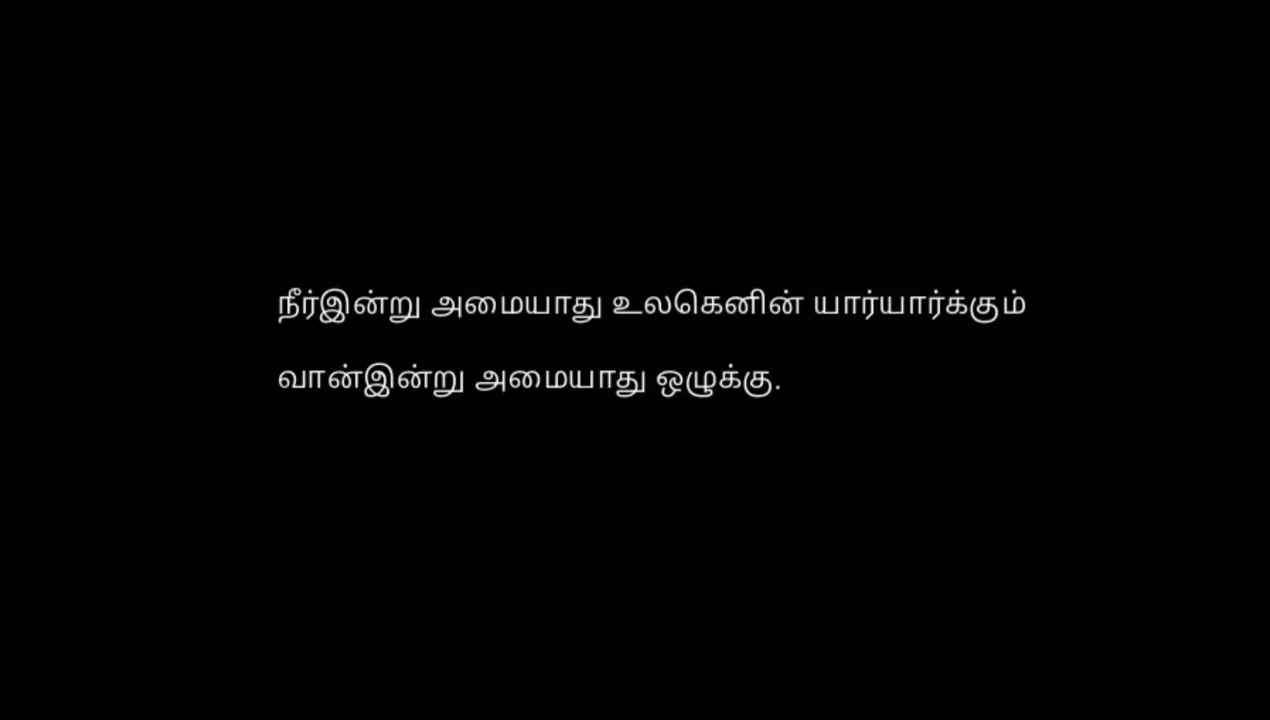 நீர்இன்று அமையாது உலகெனின் யார்யார்க்கும்
வான்இன்று அமையாது ஒழுக்கு.